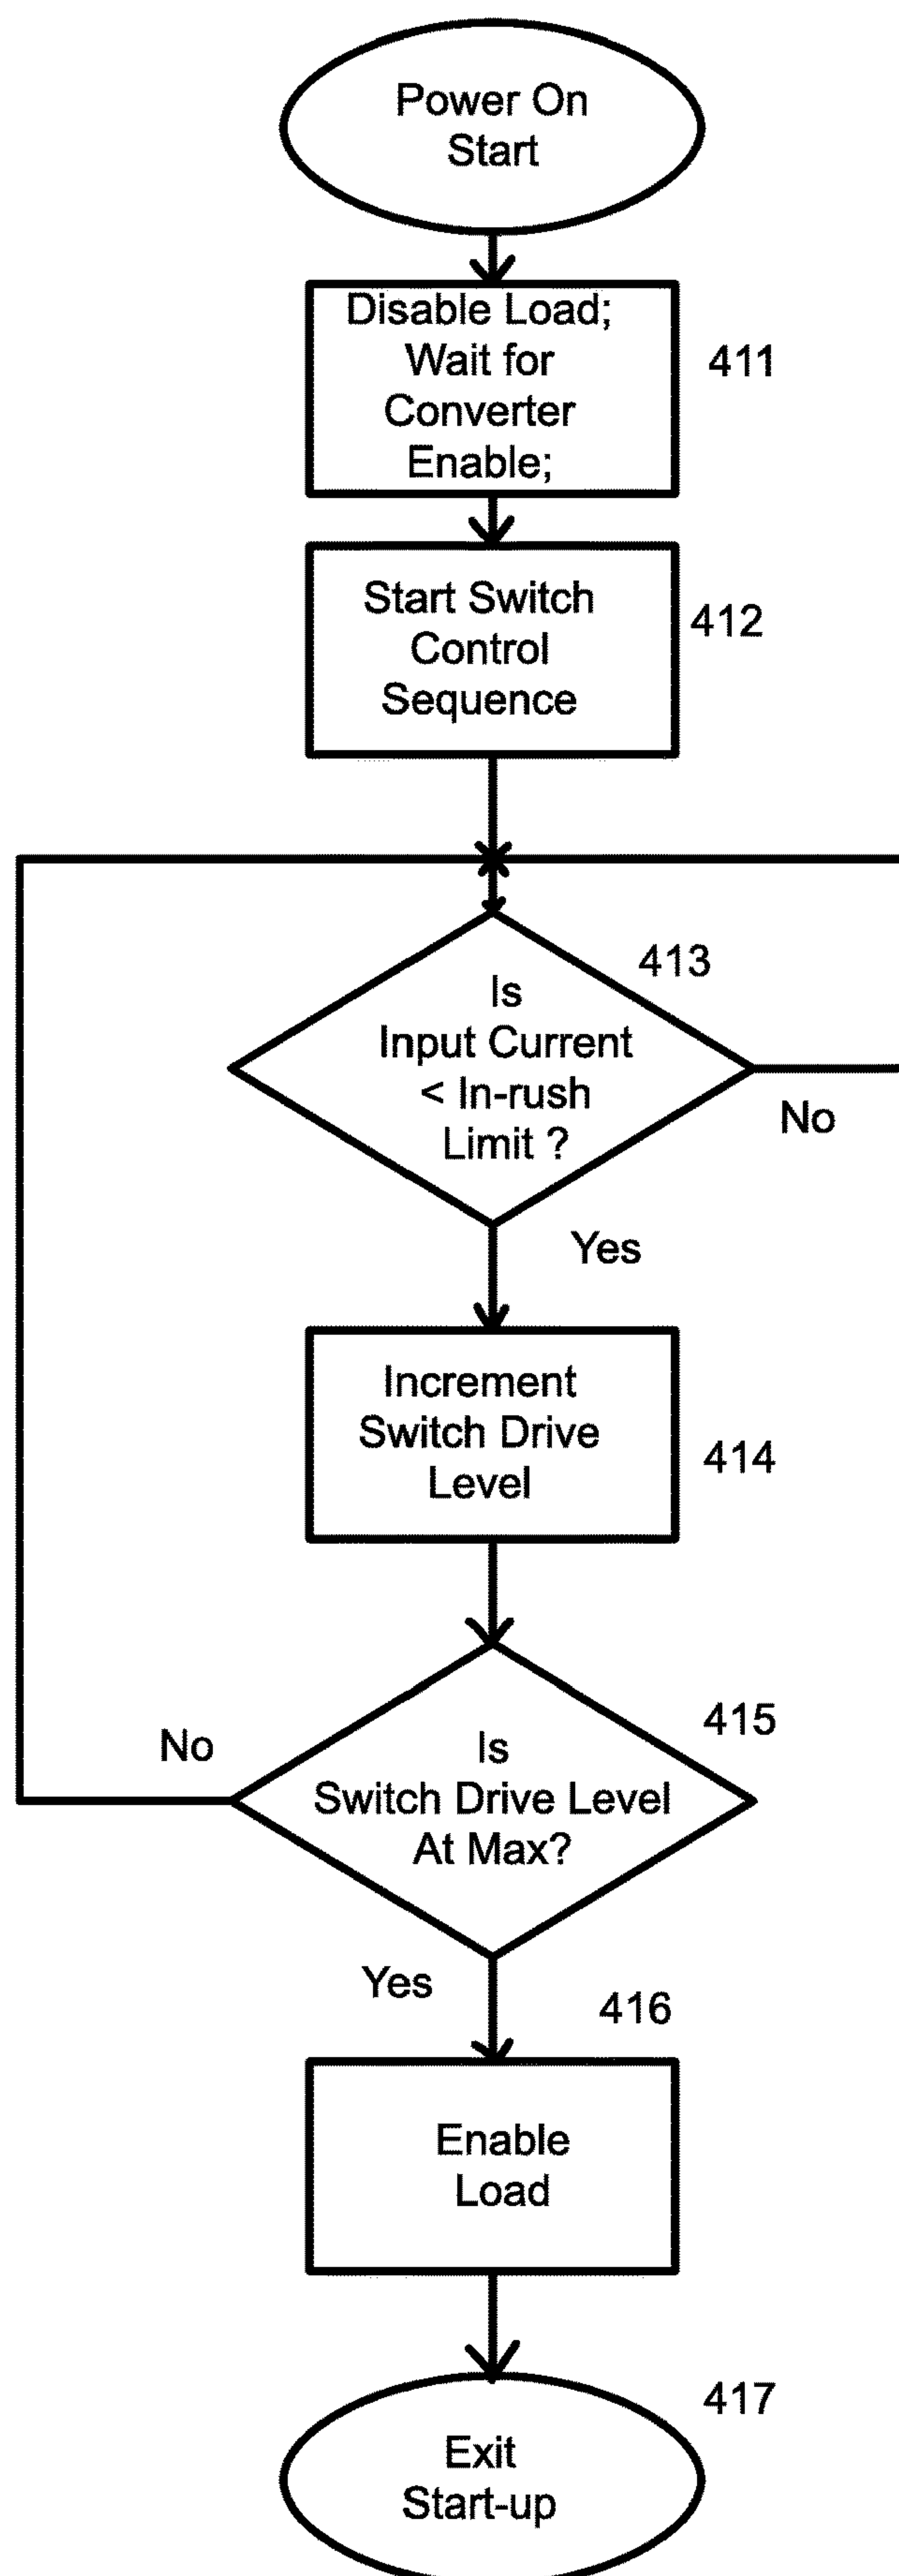 Power On
Start
Disable Load;
Wait for
Converter
Enable;
411
Start Switch
Control
Sequence
412
413
Is
Input Current
< In-rush
Limit ?
No
Yes
Increment
Switch Drive
Level
414
415
No
Is
Switch Drive Level
At Max?
Yes
416
Enable
Load
417
Exit
Start-up